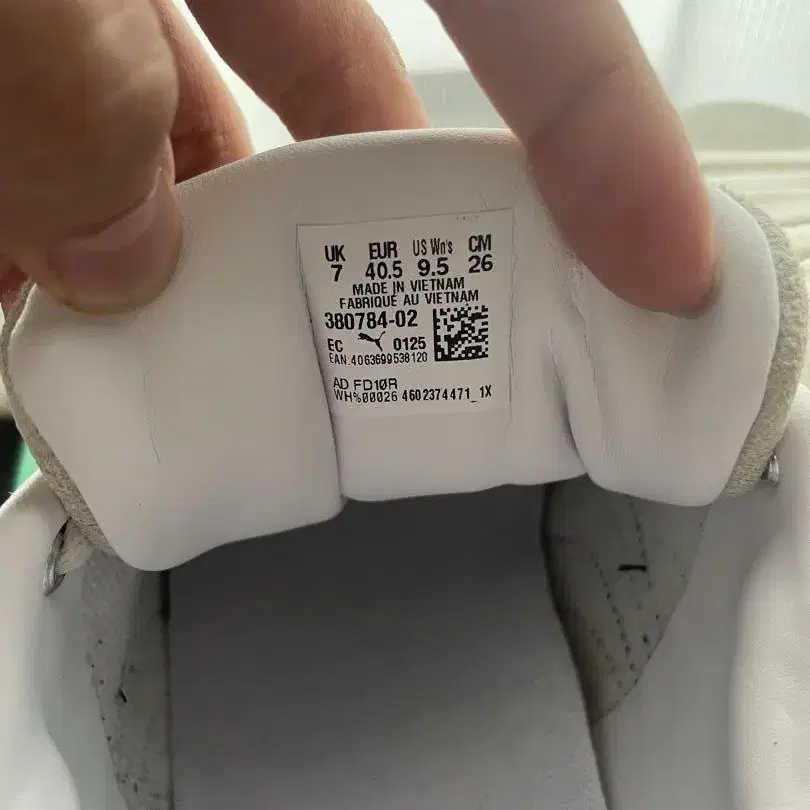 UK EUR US Wn's CM
7 40.5 9.5 26
MADE IN VIETNAM
FABRIQUÉ AU VIETNAM
380784-02
EC 0125
EAN:4063699538120
AD FD10R
WH%00026 4602374471_1X